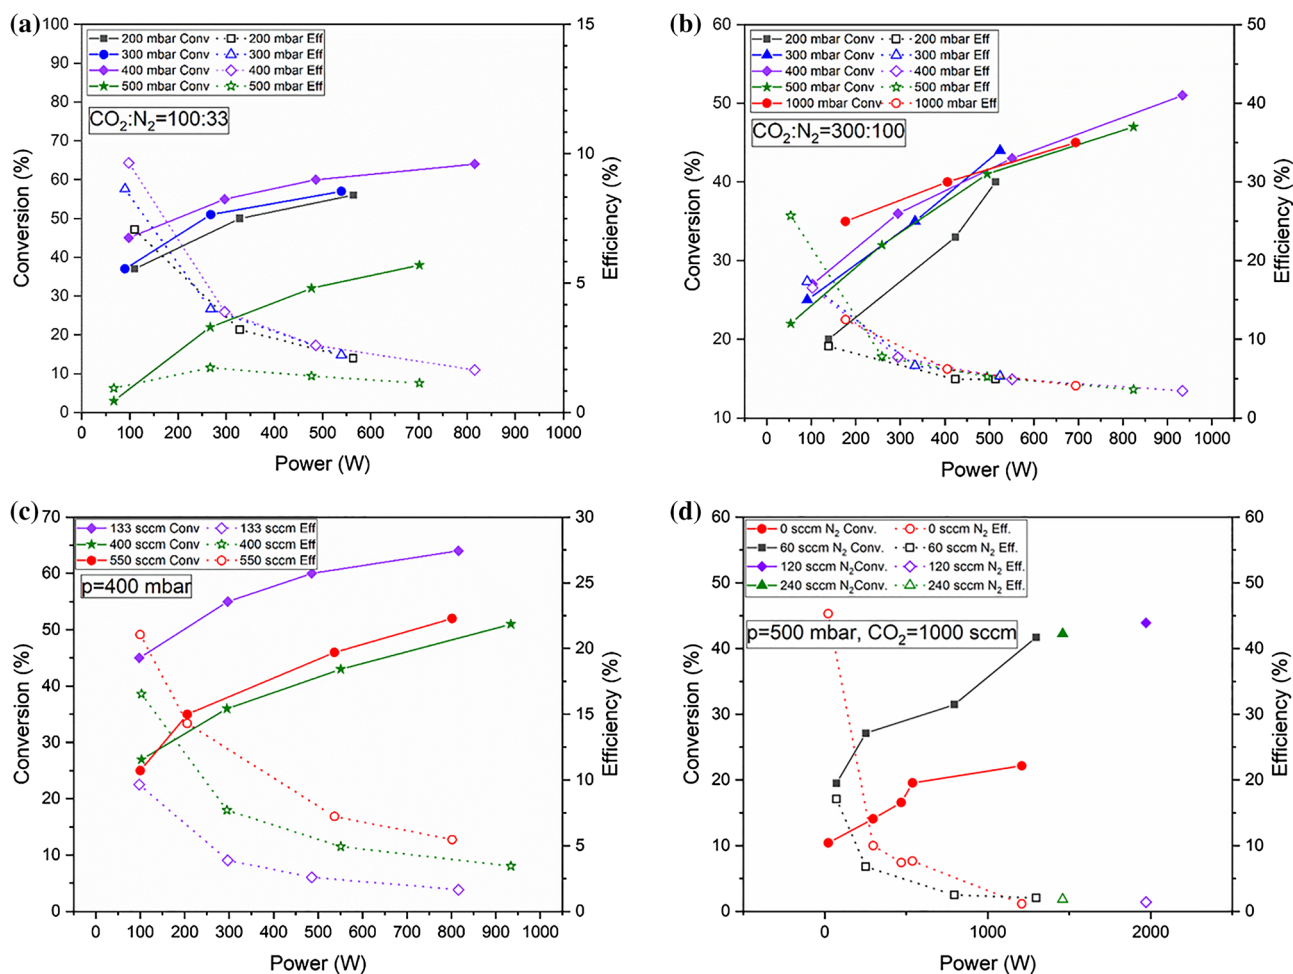 (a)
200 mbar Conv 200 mbar Eff
300 mbar Conv 300 mbar Eff
400 mbar Conv 400 mbar Eff
500 mbar Conv 500 mbar Eff
CO₂:N₂=100:33
Conversion (%)
100
90
80
70
60
50
40
30
20
10
0
Efficiency (%)
15
10
5
0
0 100 200 300 400 500 600 700 800 900 1000
Power (W)
(b)
200 mbar Conv 200 mbar Eff
300 mbar Conv 300 mbar Eff
400 mbar Conv 400 mbar Eff
500 mbar Conv 500 mbar Eff
1000 mbar Conv 1000 mbar Eff
CO₂:N₂=300:100
Conversion (%)
60
50
40
30
20
10
Efficiency (%)
50
40
30
20
10
0
0 100 200 300 400 500 600 700 800 900 1000
Power (W)
(c)
133 sccm Conv 133 sccm Eff
400 sccm Conv 400 sccm Eff
550 sccm Conv 550 sccm Eff
p=400 mbar
Conversion (%)
70
60
50
40
30
20
10
0
Efficiency (%)
30
25
20
15
10
5
0
0 100 200 300 400 500 600 700 800 900 1000
Power (W)
(d)
0 sccm N₂ Conv. 0 sccm N₂ Eff.
60 sccm N₂ Conv. 60 sccm N₂ Eff.
120 sccm N₂Conv. 120 sccm N₂ Eff.
240 sccm N₂Conv. 240 sccm N₂ Eff.
p=500 mbar, CO₂=1000 sccm
Conversion (%)
60
50
40
30
20
10
0
Efficiency (%)
60
50
40
30
20
10
0
0 1000 2000
Power (W)